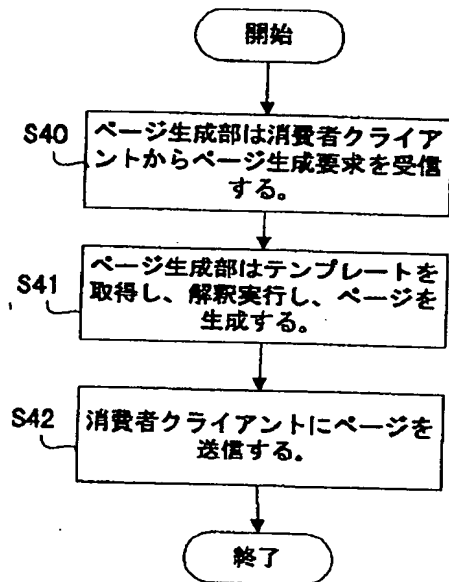 開始
S40
ページ生成部は消費者クライア
ントからページ生成要求を受信
する。
S41
ページ生成部はテンプレートを
取得し、解釈実行し、ページを
生成する。
S42
消費者クライアントにページを
送信する。
終了